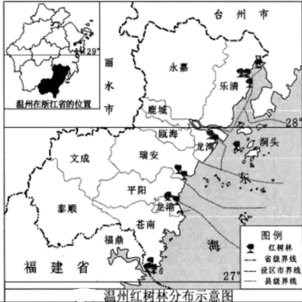 台州市
29°
丽水市
温州在浙江省的位置
永嘉
乐清
鹿城
28°
瓯海
龙湾
洞头
文成
瑞安
东
平阳
泰顺
龙港
苍南
海
福鼎
福建省
27°
图例
红树林
省级界线
设区市界线
县级界线
温州红树林分布示意图